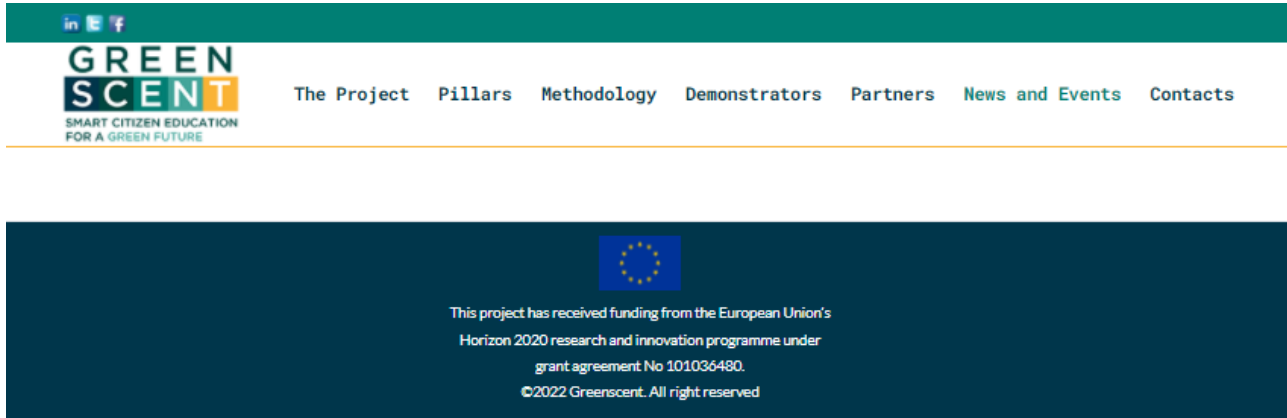 GREEN
SCENT
SMART CITIZEN EDUCATION
FOR A GREEN FUTURE
The Project Pillars Methodology Demonstrators Partners News and Events Contacts
This project has received funding from the European Union's
Horizon 2020 research and innovation programme under
grant agreement No 101036480.
©2022 Greenscent. All right reserved